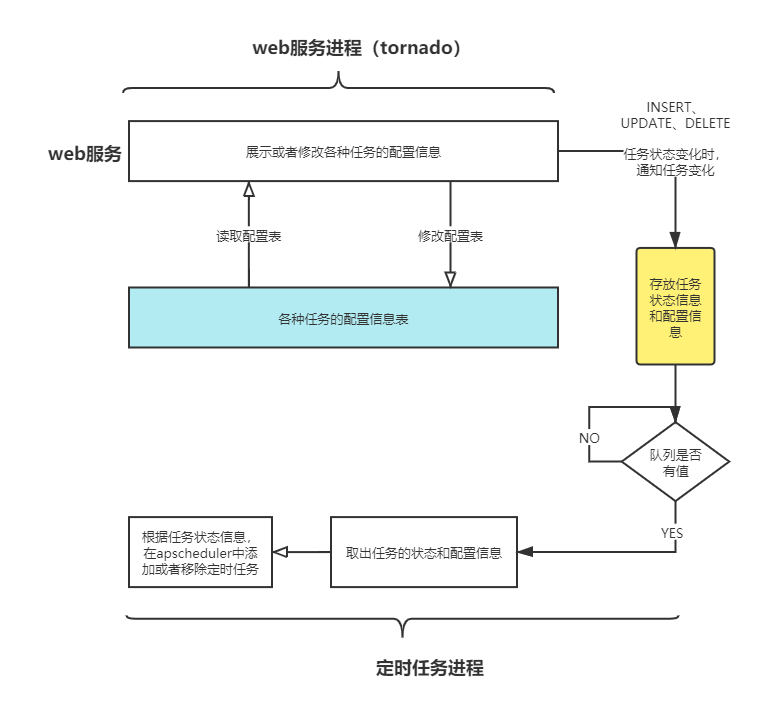 web服务进程（tornado）
INSERT、
UPDATE、DELETE
任务状态变化时，
通知任务变化
web服务
展示或者修改各种任务的配置信息
读取配置表
修改配置表
各种任务的配置信息表
存放任务
状态信息
和配置信
息
NO
队列是否
有值
YES
根据任务状态信息，
在apscheduler中添
加或者移除定时任务
取出任务的状态和配置信息
定时任务进程